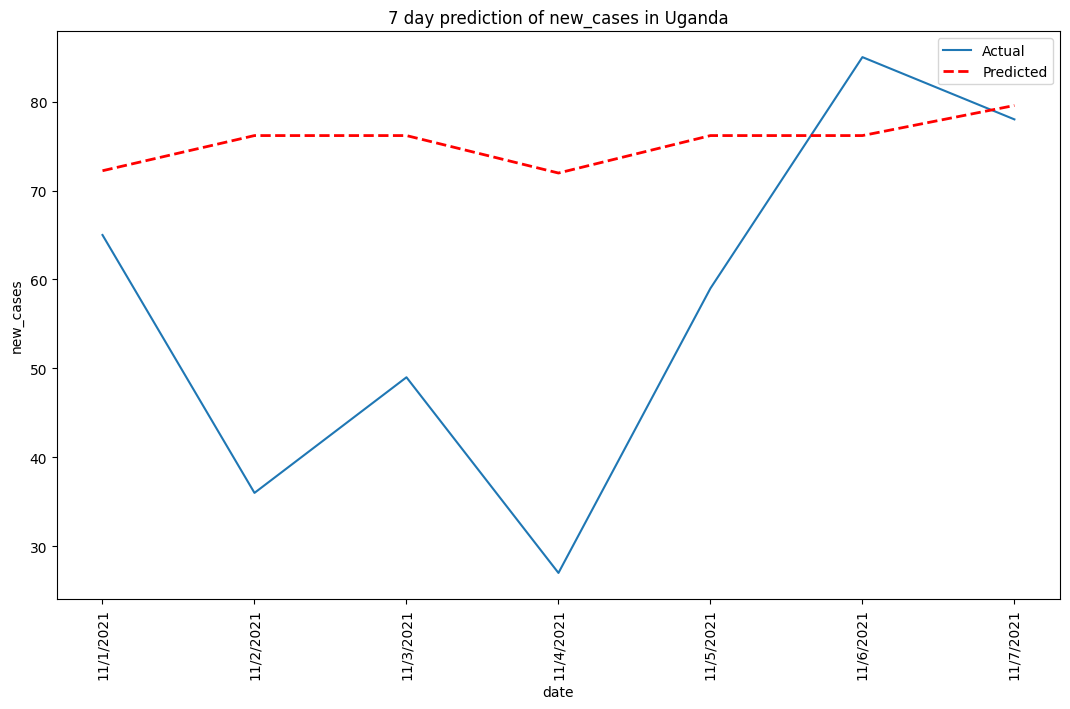 7 day prediction of new_cases in Uganda
Actual
Predicted
80
70
60
50
40
30
new_cases
11/1/2021
11/2/2021
11/3/2021
11/4/2021
11/5/2021
11/6/2021
11/7/2021
date